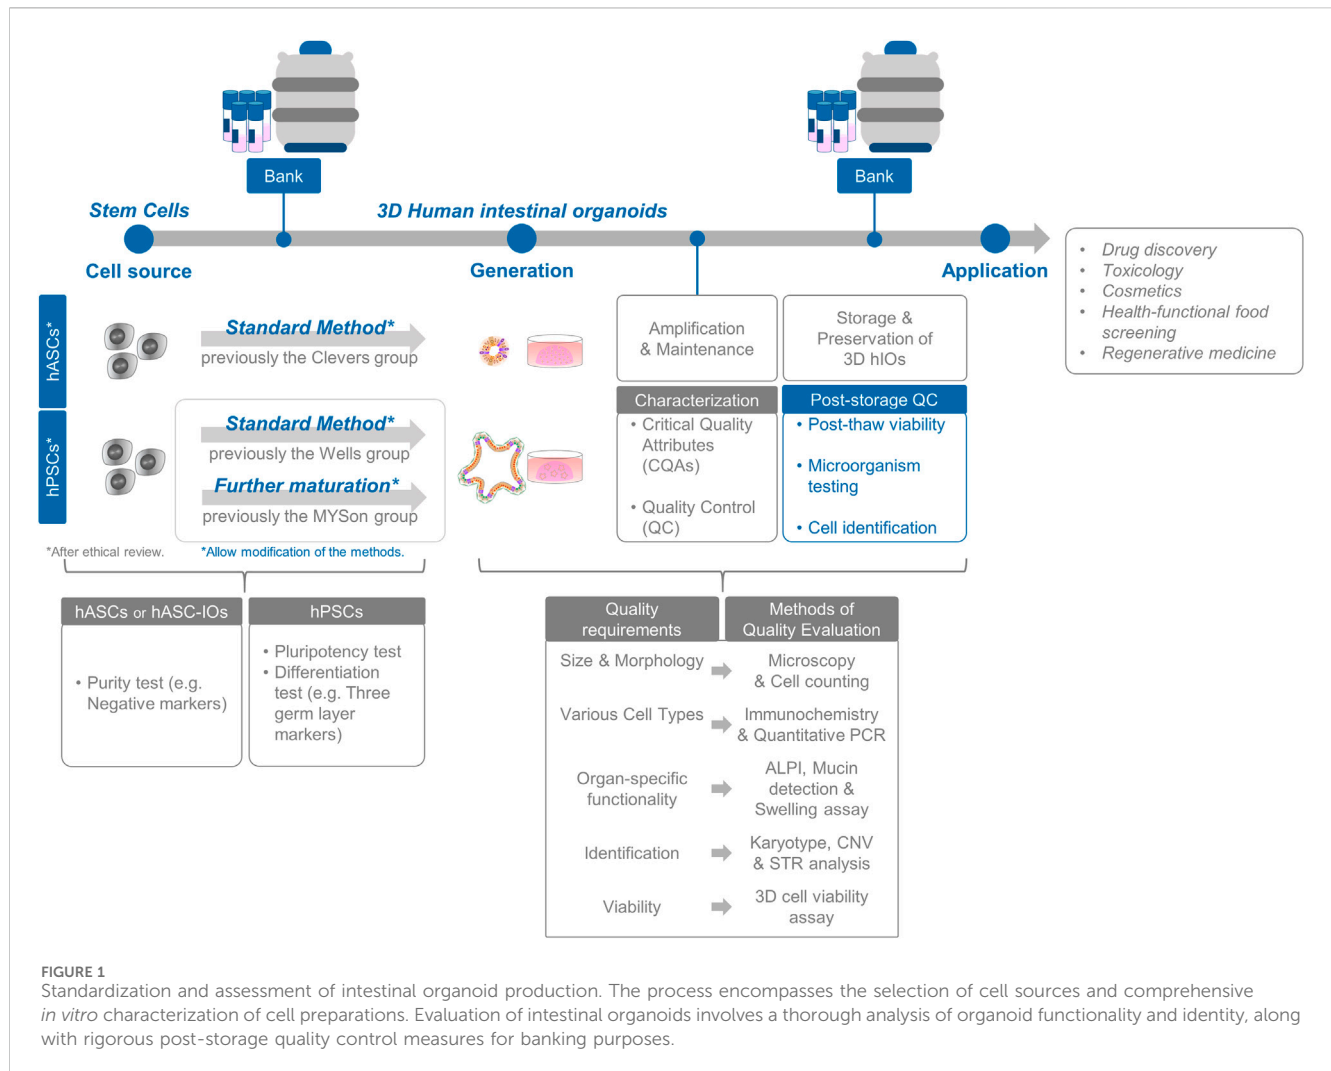 Bank
Bank
Stem Cells
3D Human intestinal organoids
Cell source
Generation
Application
• Drug discovery
• Toxicology
• Cosmetics
• Health-functional food
screening
• Regenerative medicine
hASCs*
Standard Method*
previously the Clevers group
hPSCs*
Standard Method*
previously the Wells group
Further maturation*
previously the MYSon group
*After ethical review.
*Allow modification of the methods.
Amplification
& Maintenance
Storage &
Preservation of
3D hIOs
Characterization
• Critical Quality
Attributes
(CQAs)
• Quality Control
(QC)
Post-storage QC
• Post-thaw viability
• Microorganism
testing
• Cell identification
hASCs or hASC-IOs
• Purity test (e.g.
Negative markers)
hPSCs
• Pluripotency test
• Differentiation
test (e.g. Three
germ layer
markers)
Quality
requirements
Methods of
Quality Evaluation
Size & Morphology
Microscopy
& Cell counting
Various Cell Types
Immunochemistry
& Quantitative PCR
Organ-specific
functionality
ALPI, Mucin
detection &
Swelling assay
Identification
Karyotype, CNV
& STR analysis
Viability
3D cell viability
assay
FIGURE 1
Standardization and assessment of intestinal organoid production. The process encompasses the selection of cell sources and comprehensive
in vitro characterization of cell preparations. Evaluation of intestinal organoids involves a thorough analysis of organoid functionality and identity, along
with rigorous post-storage quality control measures for banking purposes.